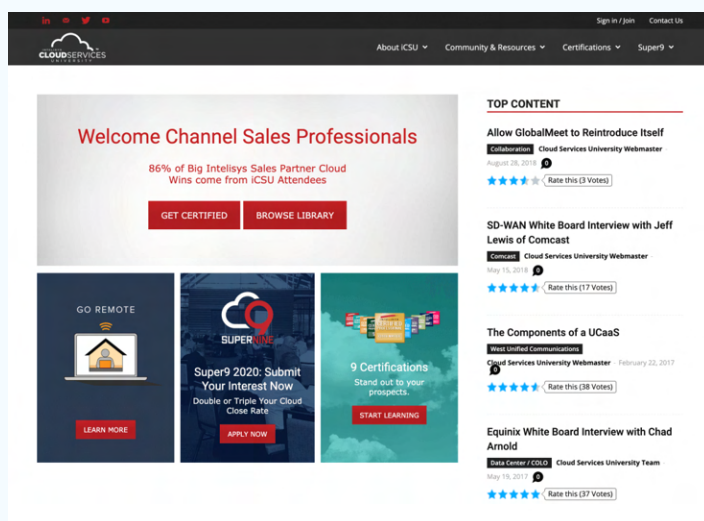 Sign in / Join Contact Us
CLOUDSERVICES
UNIVERSITY
About iCSU Community & Resources Certifications Super9
Welcome Channel Sales Professionals
86% of Big Intelisys Sales Partner Cloud
Wins come from iCSU Attendees
GET CERTIFIED BROWSE LIBRARY
GO REMOTE
LEARN MORE
SUPERNINE
Super9 2020: Submit
Your Interest Now
Double or Triple Your Cloud
Close Rate
APPLY NOW
9 Certifications
Stand out to your
prospects.
START LEARNING
TOP CONTENT
Allow GlobalMeet to Reintroduce Itself
Collaboration Cloud Services University Webmaster -
August 28, 2018 0
Rate this (3 Votes)
SD-WAN White Board Interview with Jeff
Lewis of Comcast
Comcast Cloud Services University Webmaster -
May 15, 2018 0
Rate this (17 Votes)
The Components of a UCaaS
West Unified Communications
Cloud Services University Webmaster - February 22, 2017
0
Rate this (38 Votes)
Equinix White Board Interview with Chad
Arnold
Data Center / COLO Cloud Services University Team -
May 19, 2017 0
Rate this (37 Votes)